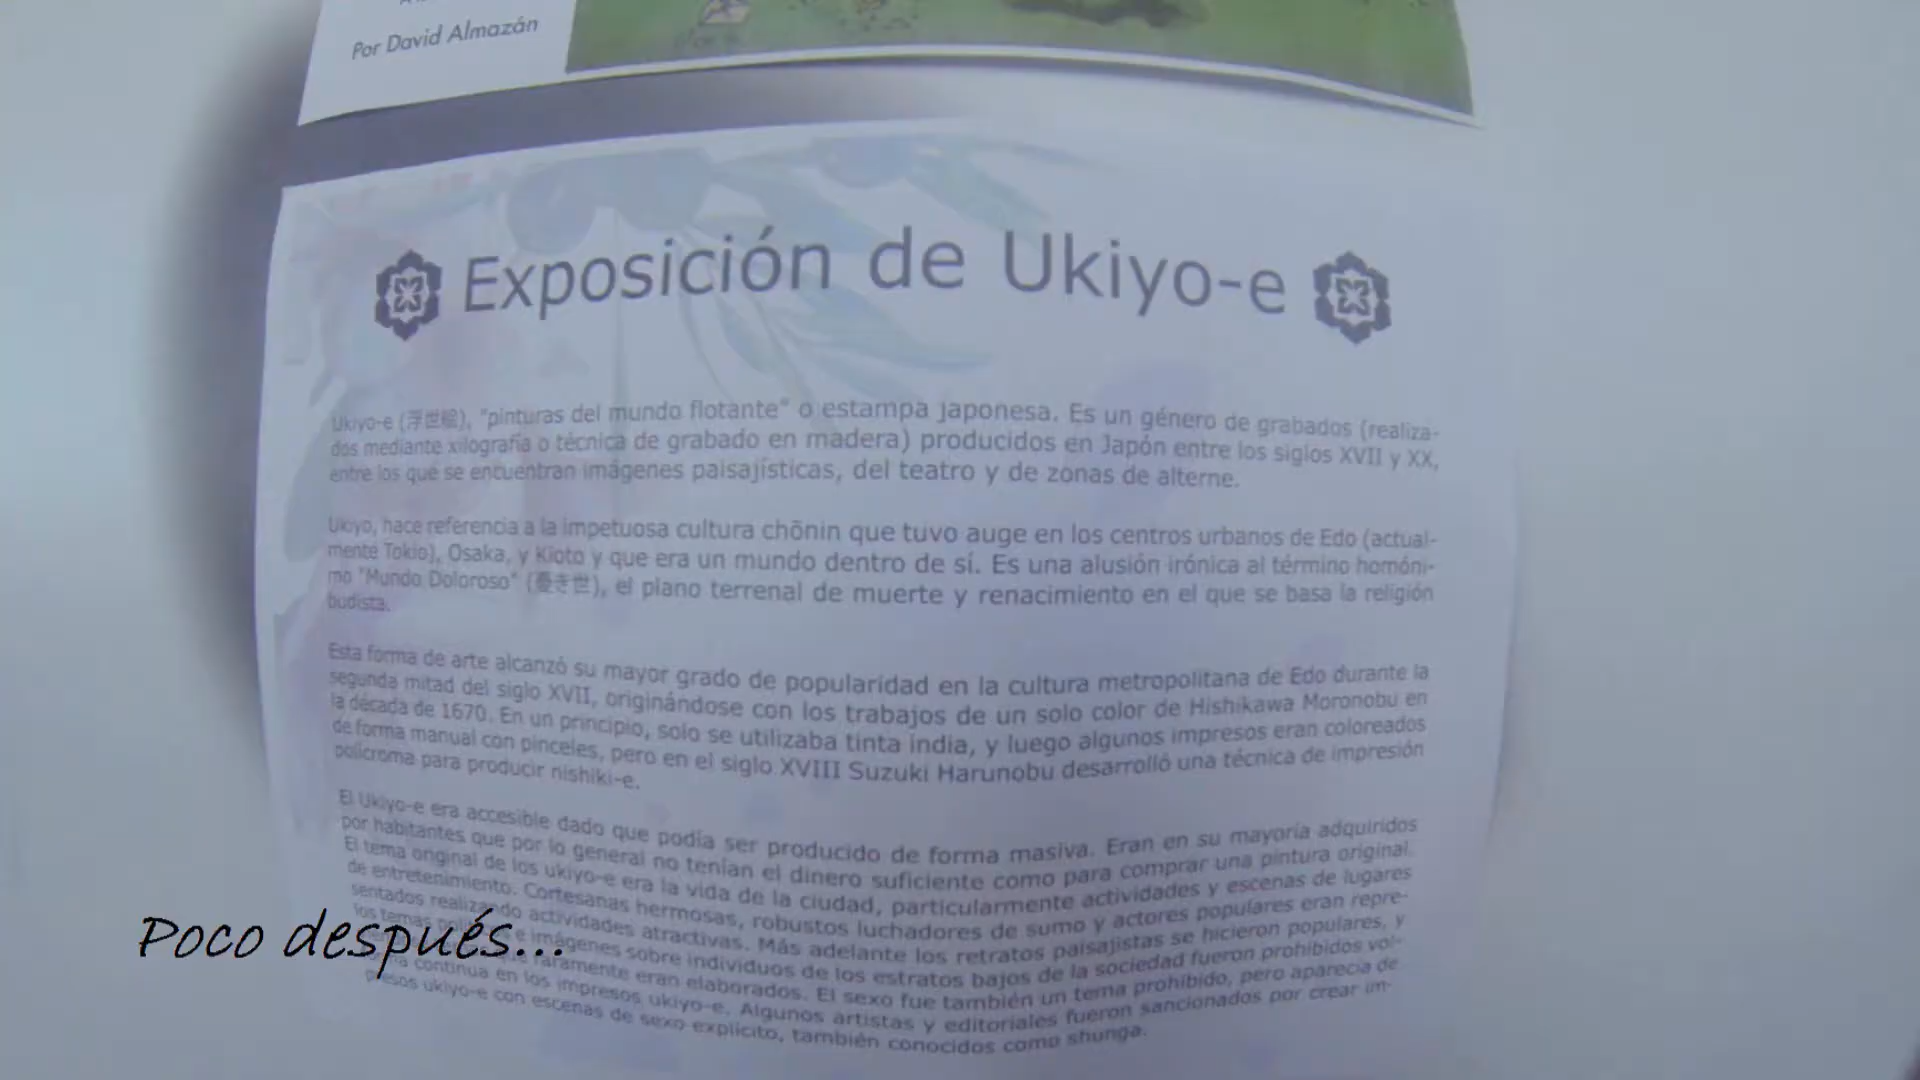 Por David Almazán
Exposición de Ukiyo-e
Ukiyo-e (浮世絵), "pinturas del mundo flotante" o estampa japonesa. Es un género de grabados (realiza-
dos mediante xilografía o técnica de grabado en madera) producidos en Japón entre los siglos XVII y XX,
entre los que se encuentran imágenes paisajísticas, del teatro y de zonas de alterne.
Ukiyo, hace referencia a la impetuosa cultura chōnin que tuvo auge en los centros urbanos de Edo (actual-
mente Tokio), Osaka, y Kioto y que era un mundo dentro de sí. Es una alusión irónica al término homóni-
mo "Mundo Doloroso" (憂き世), el plano terrenal de muerte y renacimiento en el que se basa la religión
budista.
Esta forma de arte alcanzó su mayor grado de popularidad en la cultura metropolitana de Edo durante la
segunda mitad del siglo XVII, originándose con los trabajos de un solo color de Hishikawa Moronobu en
la década de 1670. En un principio, solo se utilizaba tinta india, y luego algunos impresos eran coloreados
de forma manual con pinceles, pero en el siglo XVIII Suzuki Harunobu desarrolló una técnica de impresión
polícroma para producir nishiki-e.
El Ukiyo-e era accesible dado que podía ser producido de forma masiva. Eran en su mayoría adquiridos
por habitantes que por lo general no tenían el dinero suficiente como para comprar una pintura original.
El tema original de los ukiyo-e era la vida de la ciudad, particularmente actividades y escenas de lugares
de entretenimiento. Cortesanas hermosas, robustos luchadores de sumo y actores populares eran repre-
sentados realizando actividades atractivas. Más adelante los retratos paisajistas se hicieron populares, y
los temas e imágenes sobre individuos de los estratos bajos de la sociedad fueron prohibidos vol-
raramente eran elaborados. El sexo fue también un tema prohibido, pero aparecía de
continua en los impresos ukiyo-e. Algunos artistas y editoriales fueron sancionados por crear im-
presos ukiyo-e con escenas de sexo explícito, también conocidos como shunga.
Poco después...